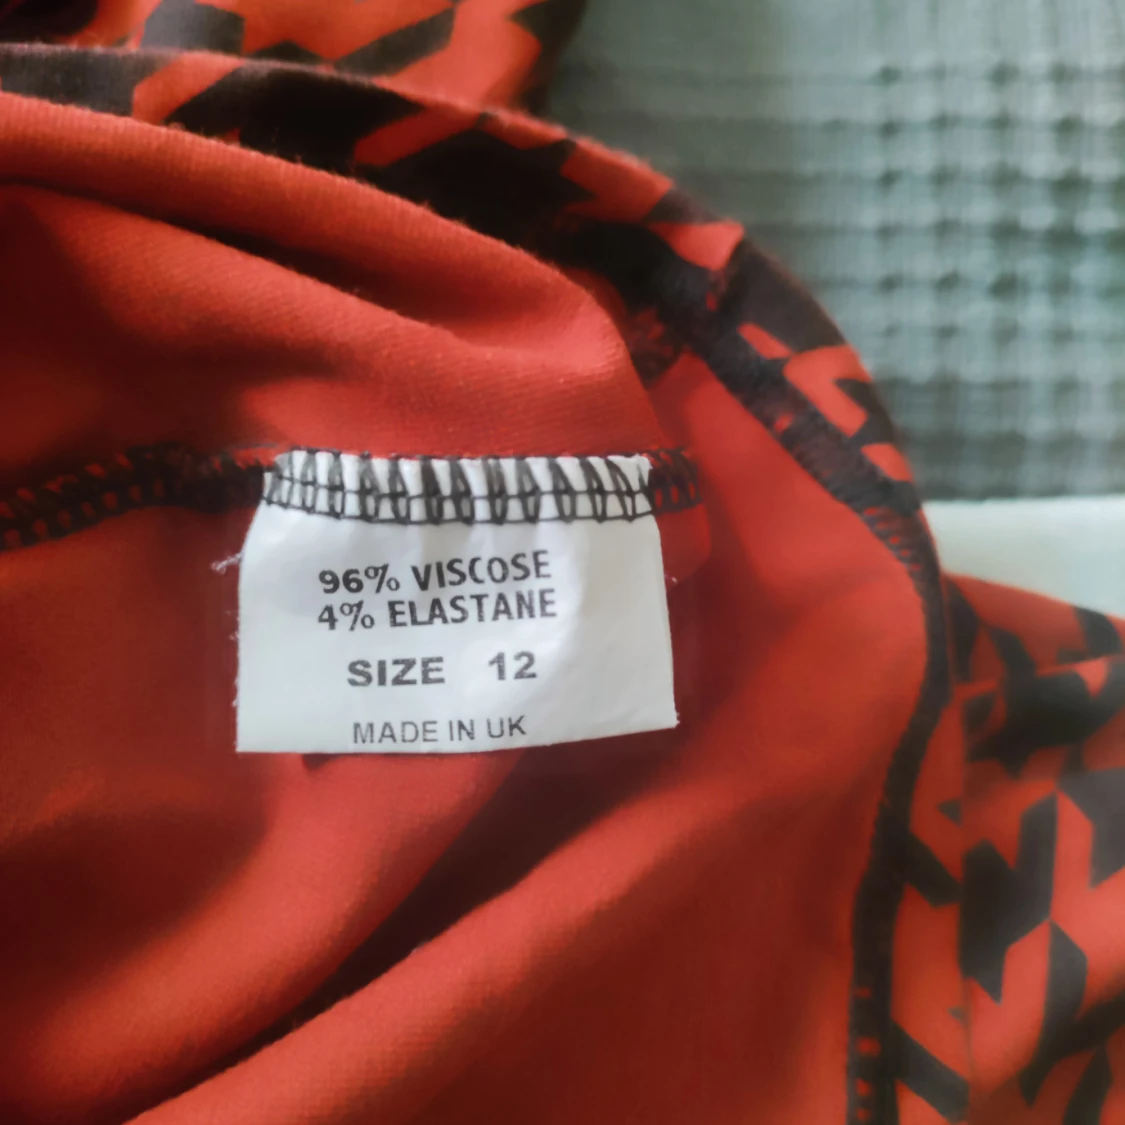 96% VISCOSE
4% ELASTANE
SIZE 12
MADE IN UK